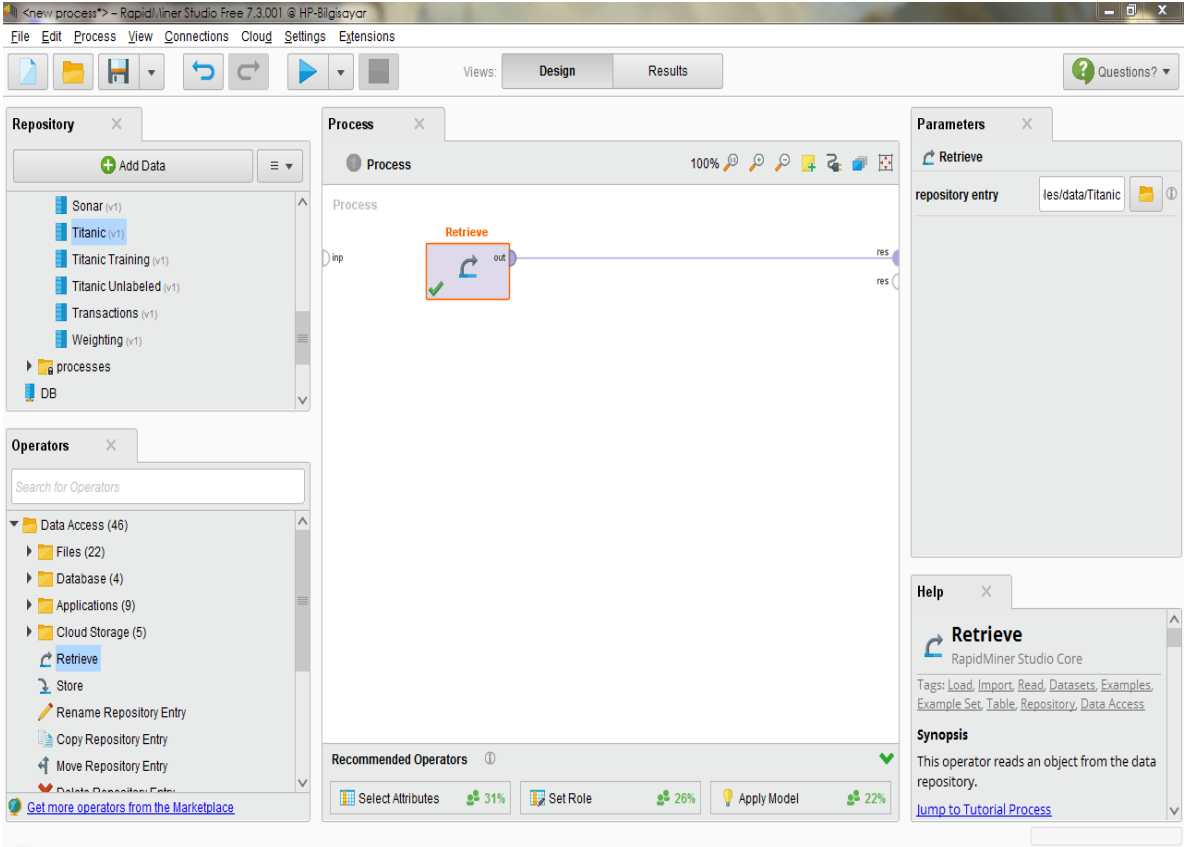 <new process*> – RapidMiner Studio Free 7.3.001 @ HP-Bilgisayar
File Edit Process View Connections Cloud Settings Extensions
Views: Design Results Questions?
Repository
Add Data
Sonar (v1)
Titanic (v1)
Titanic Training (v1)
Titanic Unlabeled (v1)
Transactions (v1)
Weighting (v1)
processes
DB
Operators
Search for Operators
Data Access (46)
Files (22)
Database (4)
Applications (9)
Cloud Storage (5)
Retrieve
Store
Rename Repository Entry
Copy Repository Entry
Move Repository Entry
Delete Repository Entry
Get more operators from the Marketplace
Process
Process
100%
Process
Retrieve
inp
out
res
res
Recommended Operators
Select Attributes 31%
Set Role 26%
Apply Model 22%
Parameters
Retrieve
repository entry les/data/Titanic
Help
Retrieve
RapidMiner Studio Core
Tags: Load, Import, Read, Datasets, Examples,
Example Set, Table, Repository, Data Access
Synopsis
This operator reads an object from the data
repository.
Jump to Tutorial Process